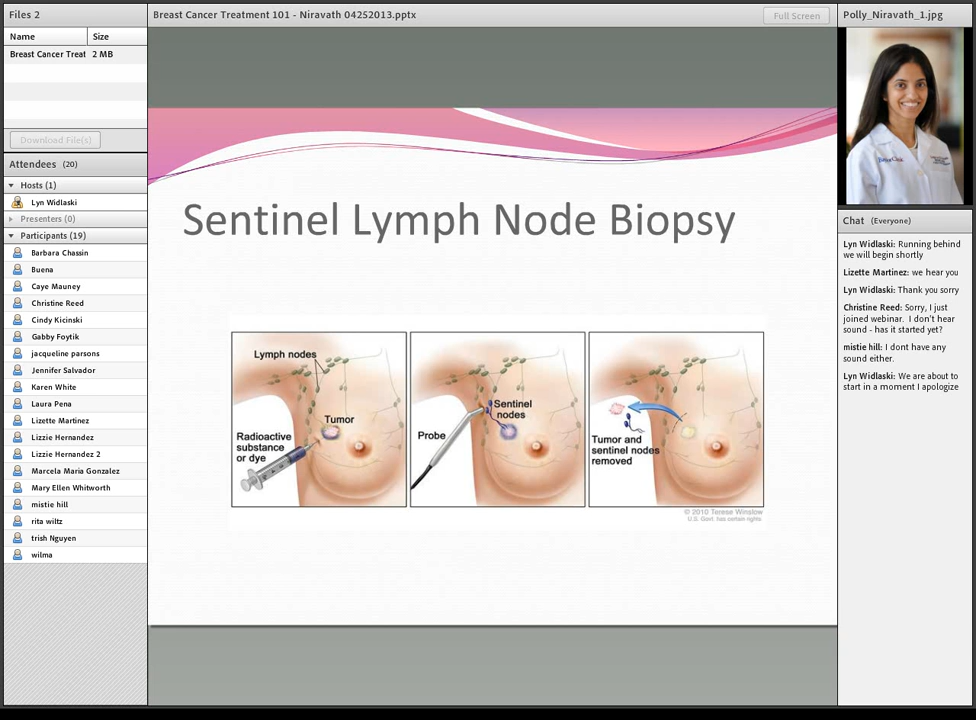 Files 2
Name Size
Breast Cancer Treat 2 MB
Download File(s)
Attendees (20)
Hosts (1)
Lyn Widlaski
Presenters (0)
Participants (19)
Barbara Chassin
Buena
Caye Mauney
Christine Reed
Cindy Kicinski
Gabby Foytik
jacqueline parsons
Jennifer Salvador
Karen White
Laura Pena
Lizette Martinez
Lizzie Hernandez
Lizzie Hernandez 2
Marcela Maria Gonzalez
Mary Ellen Whitworth
mistie hill
rita wiltz
trish Nguyen
wilma
Breast Cancer Treatment 101 - Niravath 04252013.pptx
Full Screen
Sentinel Lymph Node Biopsy
Lymph nodes
Tumor
Radioactive
substance
or dye
Sentinel
nodes
Probe
Tumor and
sentinel nodes
removed
© 2010 Terese Winslow
U.S. Govt. has certain rights
Polly_Niravath_1.jpg
Chat (Everyone)
Lyn Widlaski: Running behind
we will begin shortly
Lizette Martinez: we hear you
Lyn Widlaski: Thank you sorry
Christine Reed: Sorry, I just
joined webinar. I don't hear
sound - has it started yet?
mistie hill: I dont have any
sound either.
Lyn Widlaski: We are about to
start in a moment I apologize